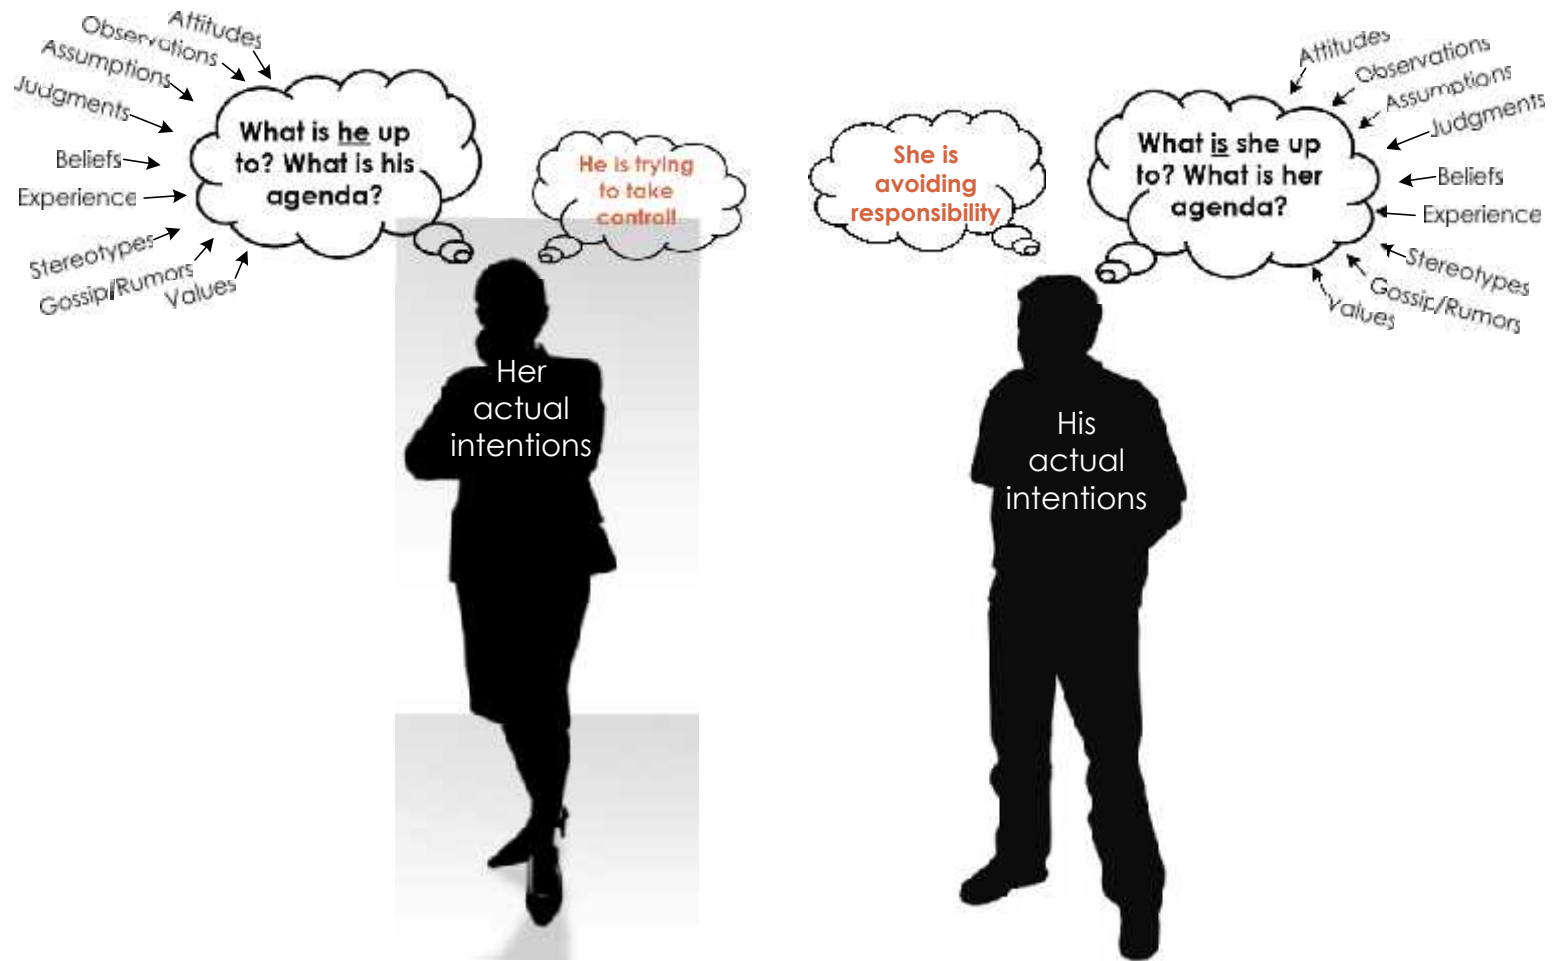 Attitudes
Observations
Assumptions
Judgments
Beliefs
Experience
Stereotypes
Gossip/Rumors
Values
What is he up
to? What is his
agenda?
He is trying
to take
control!
Her
actual
intentions
She is
avoiding
responsibility
What is she up
to? What is her
agenda?
Attitudes
Observations
Assumptions
Judgments
Beliefs
Experience
Stereotypes
Gossip/Rumors
Values
His
actual
intentions